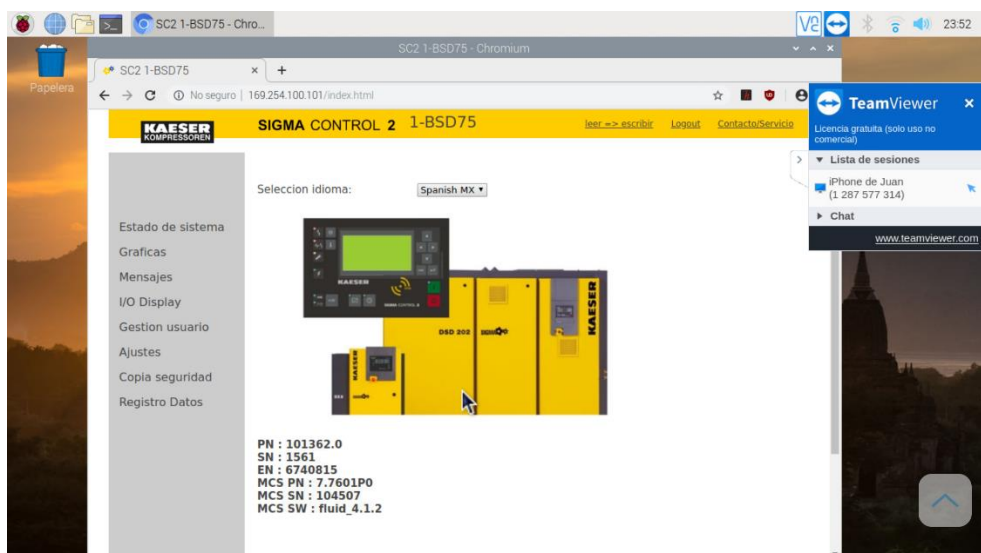 SC2 1-BSD75 - Chro...
23:52
Papelera
SC2 1-BSD75 - Chromium
SC2 1-BSD75
No seguro | 169.254.100.101/index.html
KAESER
KOMPRESSOREN
SIGMA CONTROL 2 1-BSD75
leer => escribir Logout Contacto/Servicio
Seleccion idioma: Spanish MX
Estado de sistema
Graficas
Mensajes
I/O Display
Gestion usuario
Ajustes
Copia seguridad
Registro Datos
KAESER
SIGMA CONTROL 2
DSD 202
KAESER
KAESER
PN : 101362.0
SN : 1561
EN : 6740815
MCS PN : 7.7601P0
MCS SN : 104507
MCS SW : fluid_4.1.2
TeamViewer
Licencia gratuita (solo uso no
comercial)
Lista de sesiones
iPhone de Juan
(1 287 577 314)
Chat
www.teamviewer.com